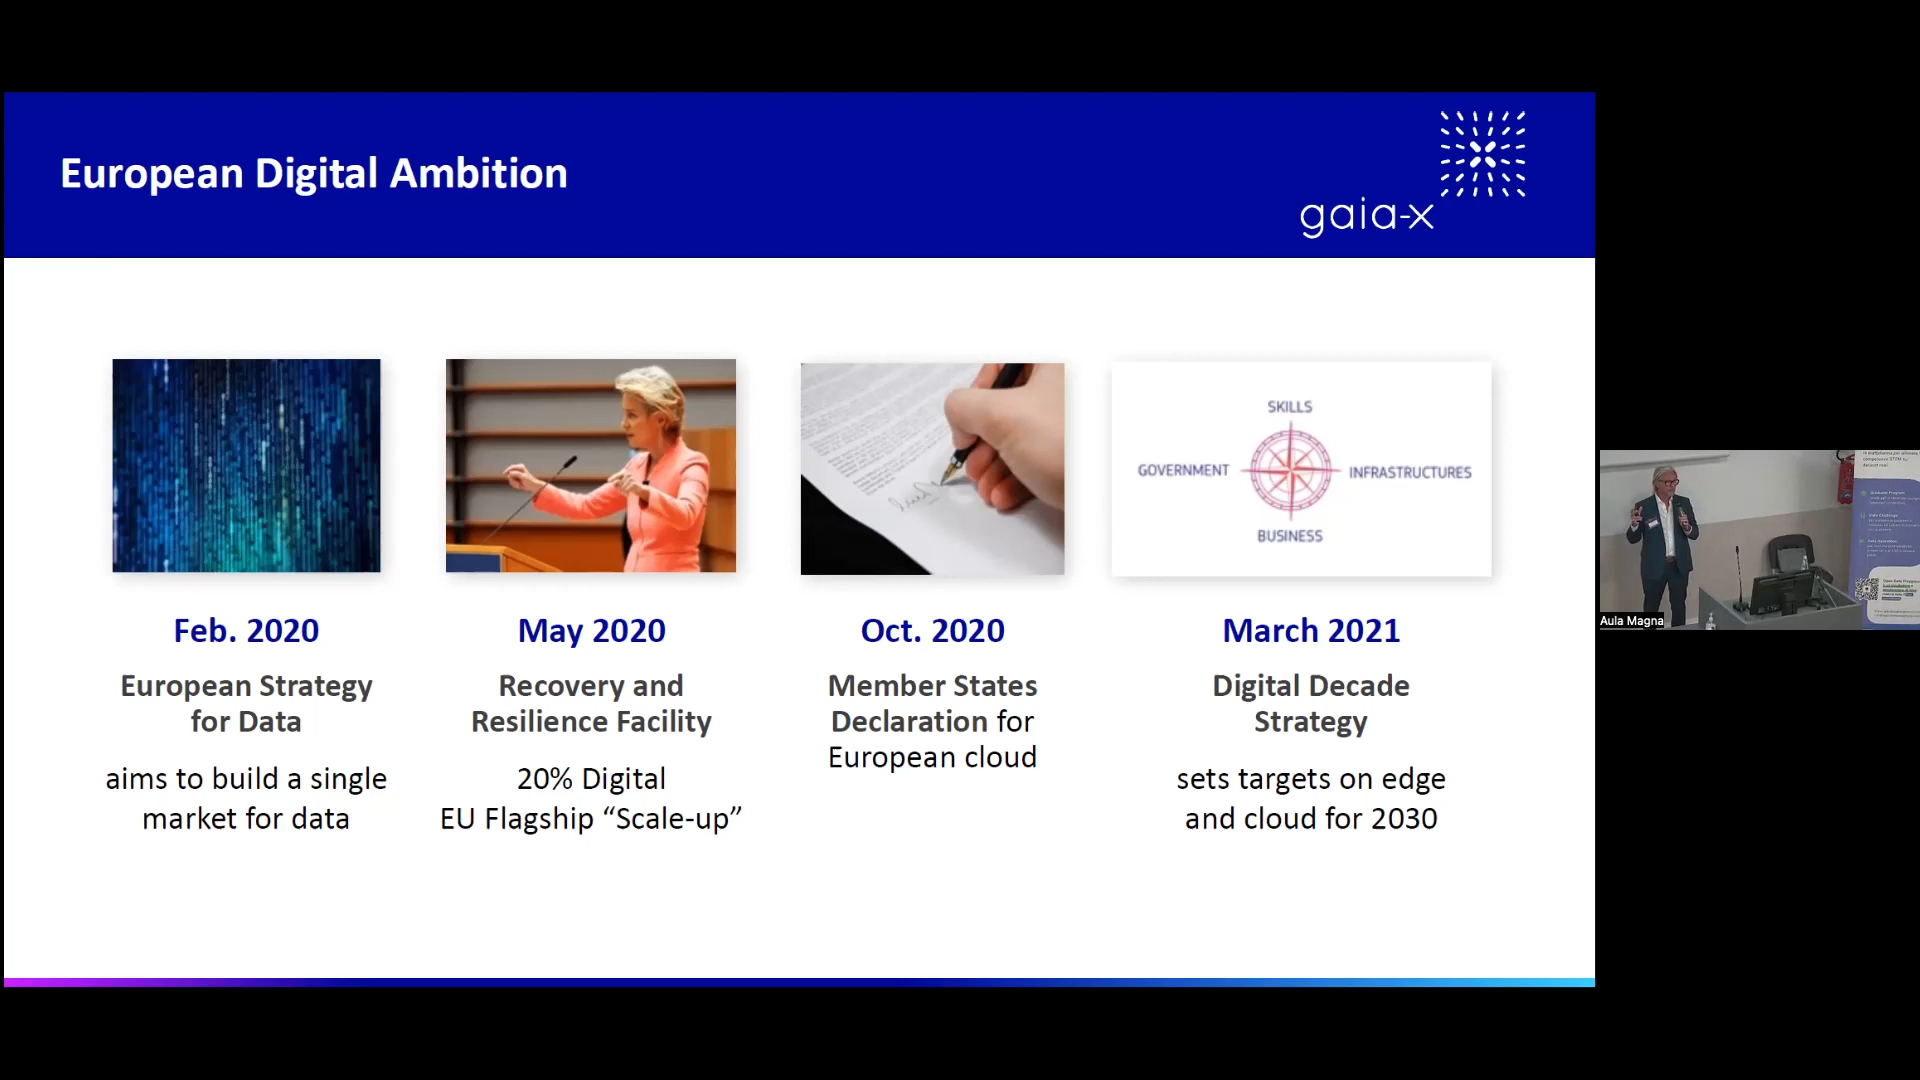 European Digital Ambition
gaia-x
SKILLS
GOVERNMENT
INFRASTRUCTURES
BUSINESS
Feb. 2020
European Strategy
for Data
aims to build a single
market for data
May 2020
Recovery and
Resilience Facility
20% Digital
EU Flagship “Scale-up”
Oct. 2020
Member States
Declaration for
European cloud
March 2021
Digital Decade
Strategy
sets targets on edge
and cloud for 2030
Aula Magna